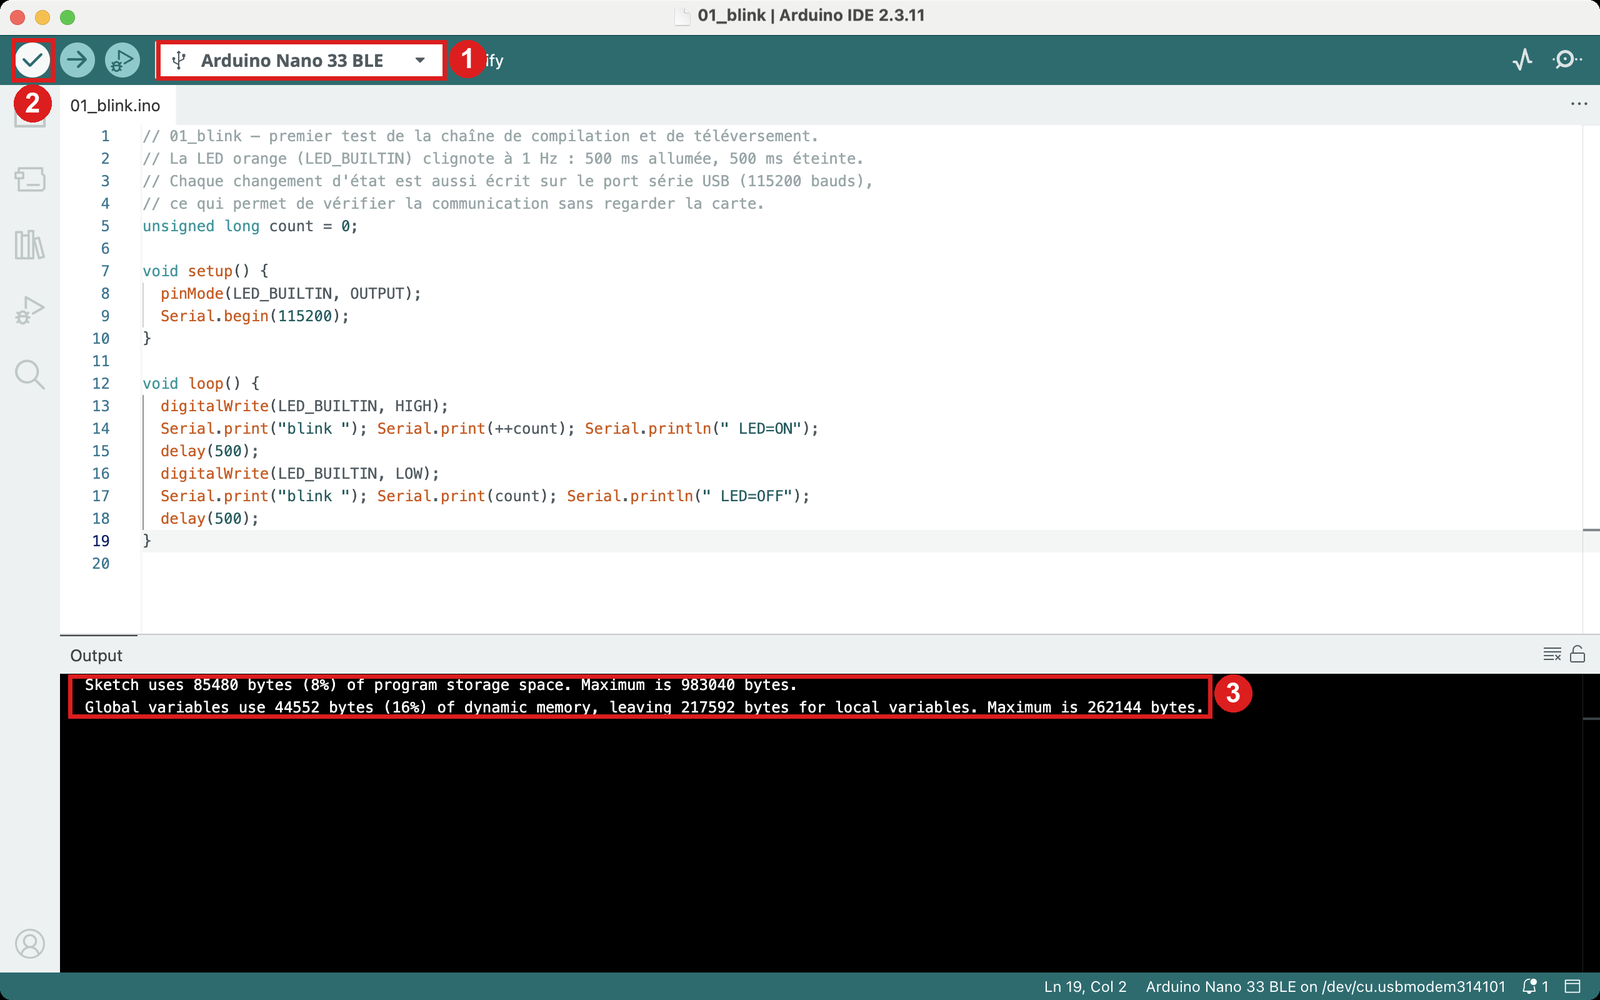 01_blink | Arduino IDE 2.3.11
Arduino Nano 33 BLE
1
ify
2
01_blink.ino
1 // 01_blink — premier test de la chaîne de compilation et de téléversement.
2 // La LED orange (LED_BUILTIN) clignote à 1 Hz : 500 ms allumée, 500 ms éteinte.
3 // Chaque changement d'état est aussi écrit sur le port série USB (115200 bauds),
4 // ce qui permet de vérifier la communication sans regarder la carte.
5 unsigned long count = 0;
6
7 void setup() {
8 pinMode(LED_BUILTIN, OUTPUT);
9 Serial.begin(115200);
10 }
11
12 void loop() {
13 digitalWrite(LED_BUILTIN, HIGH);
14 Serial.print("blink "); Serial.print(++count); Serial.println(" LED=ON");
15 delay(500);
16 digitalWrite(LED_BUILTIN, LOW);
17 Serial.print("blink "); Serial.print(count); Serial.println(" LED=OFF");
18 delay(500);
19 }
20
Output
Sketch uses 85480 bytes (8%) of program storage space. Maximum is 983040 bytes.
Global variables use 44552 bytes (16%) of dynamic memory, leaving 217592 bytes for local variables. Maximum is 262144 bytes.
3
Ln 19, Col 2 Arduino Nano 33 BLE on /dev/cu.usbmodem314101 1